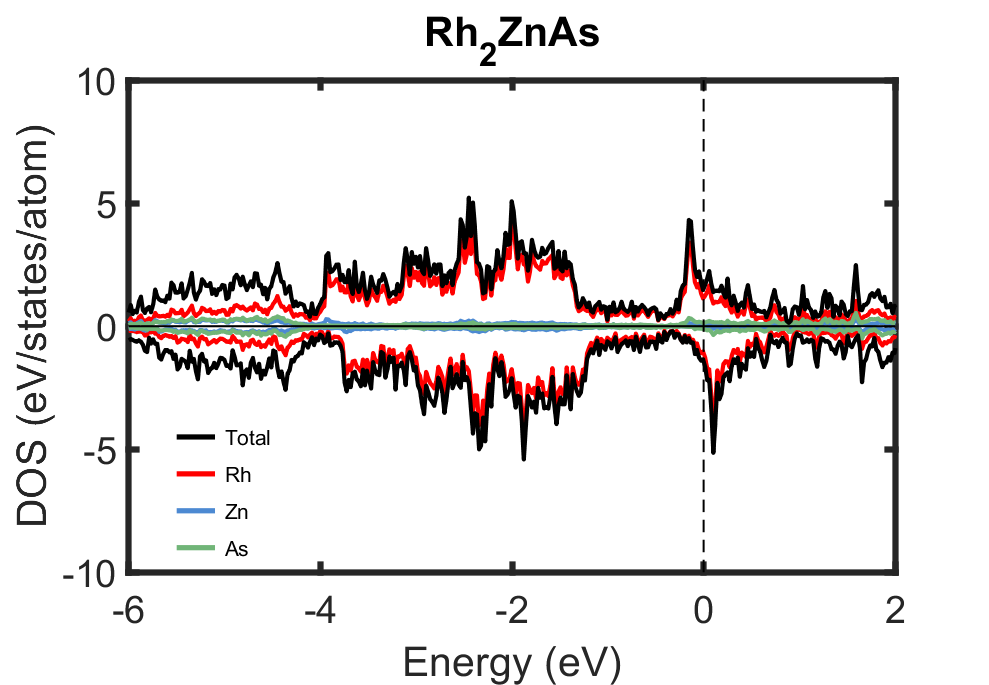 Rh2ZnAs
10
5
0
-5
-10
DOS (eV/states/atom)
Total
Rh
Zn
As
-6 -4 -2 0 2
Energy (eV)